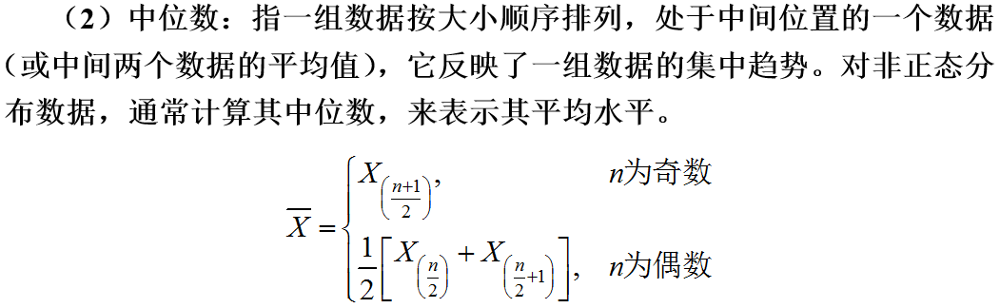 （2）中位数：指一组数据按大小顺序排列，处于中间位置的一个数据
（或中间两个数据的平均值），它反映了一组数据的集中趋势。对非正态分
布数据，通常计算其中位数，来表示其平均水平。
$\overline{X} = \begin{cases} X_{\left(\frac{n+1}{2}\right)}, & n为奇数 \\ \frac{1}{2}\left[X_{\left(\frac{n}{2}\right)} + X_{\left(\frac{n}{2}+1\right)}\right], & n为偶数 \end{cases}$